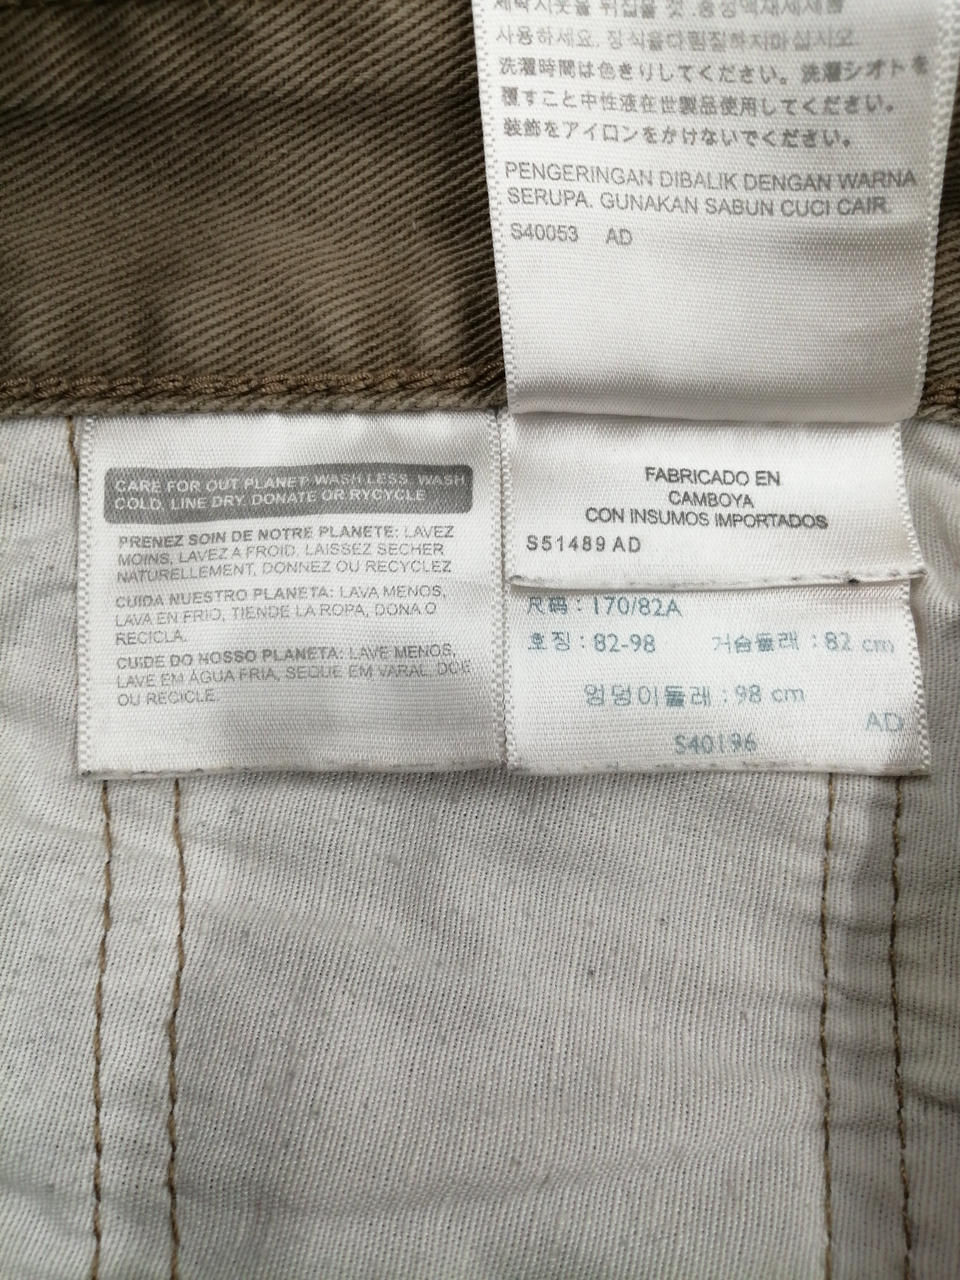 사용하세요. 장식을다림질하지마십시오
洗濯時間は色きりしてください。洗濯シオトを
覆すこと中性液在世製品使用してください。
装飾をアイロンをかけないでください。
PENGERINGAN DIBALIK DENGAN WARNA
SERUPA. GUNAKAN SABUN CUCI CAIR.
S40053 AD
CARE FOR OUT PLANET: WASH LESS, WASH
COLD, LINE DRY, DONATE OR RYCYCLE
PRENEZ SOIN DE NOTRE PLANETE: LAVEZ
MOINS, LAVEZ A FROID, LAISSEZ SECHER
NATURELLEMENT, DONNEZ OU RECYCLEZ
CUIDA NUESTRO PLANETA: LAVA MENOS,
LAVA EN FRIO, TIENDE LA ROPA, DONA O
RECICLA.
CUIDE DO NOSSO PLANETA: LAVE MENOS,
LAVE EM ÁGUA FRIA, SEQUE EM VARAL, DOE
OU RECICLE.
FABRICADO EN
CAMBOYA
CON INSUMOS IMPORTADOS
S51489 AD
尺码 : 170/82A
호칭 : 82-98 허리둘레 : 82 cm
엉덩이둘레 : 98 cm
AD
S40196